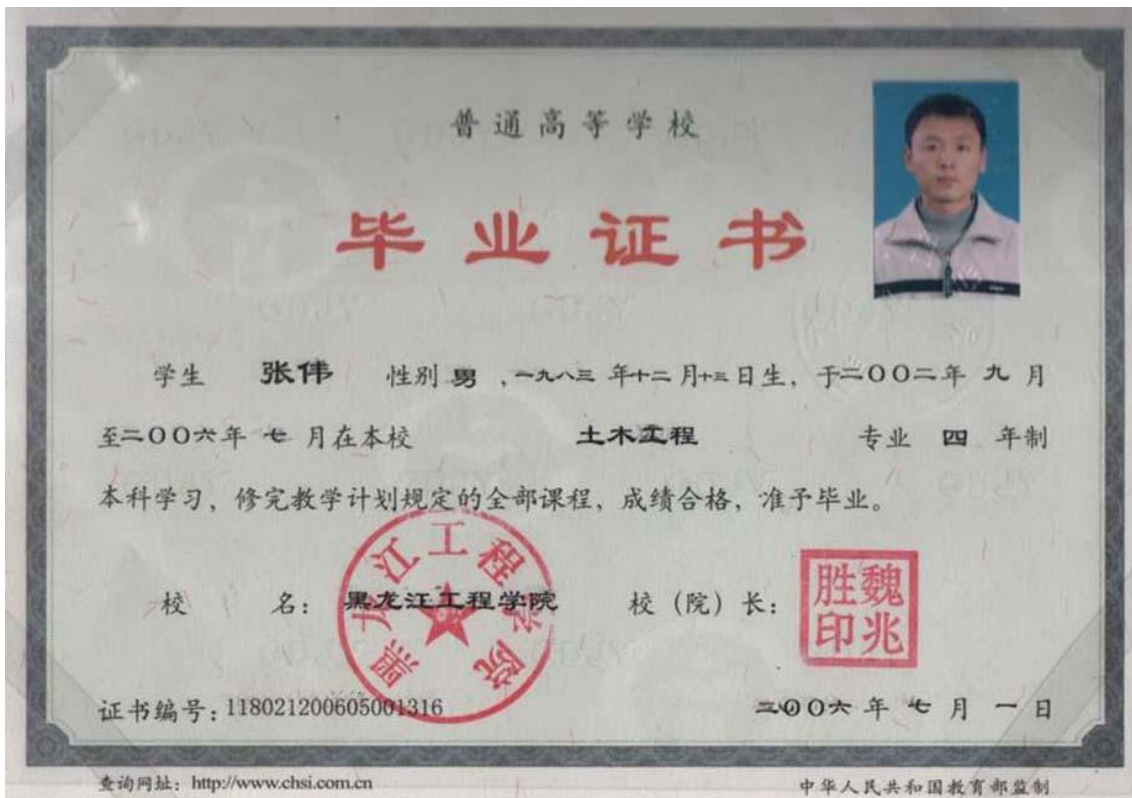 普通高等学校
毕业证书
学生 张伟 性别 男 ,一九八三 年十二月十三日生, 于二〇〇二年 九 月
至二〇〇六年 七 月在本校 土木工程 专业 四 年制
本科学习, 修完教学计划规定的全部课程, 成绩合格, 准予毕业。
校 名: 黑龙江工程学院 校(院)长:
黑龙江工程学院
魏兆胜印
证书编号: 118021200605001316 二〇〇六 年 七 月 一 日
查询网址: http://www.chsi.com.cn 中华人民共和国教育部监制